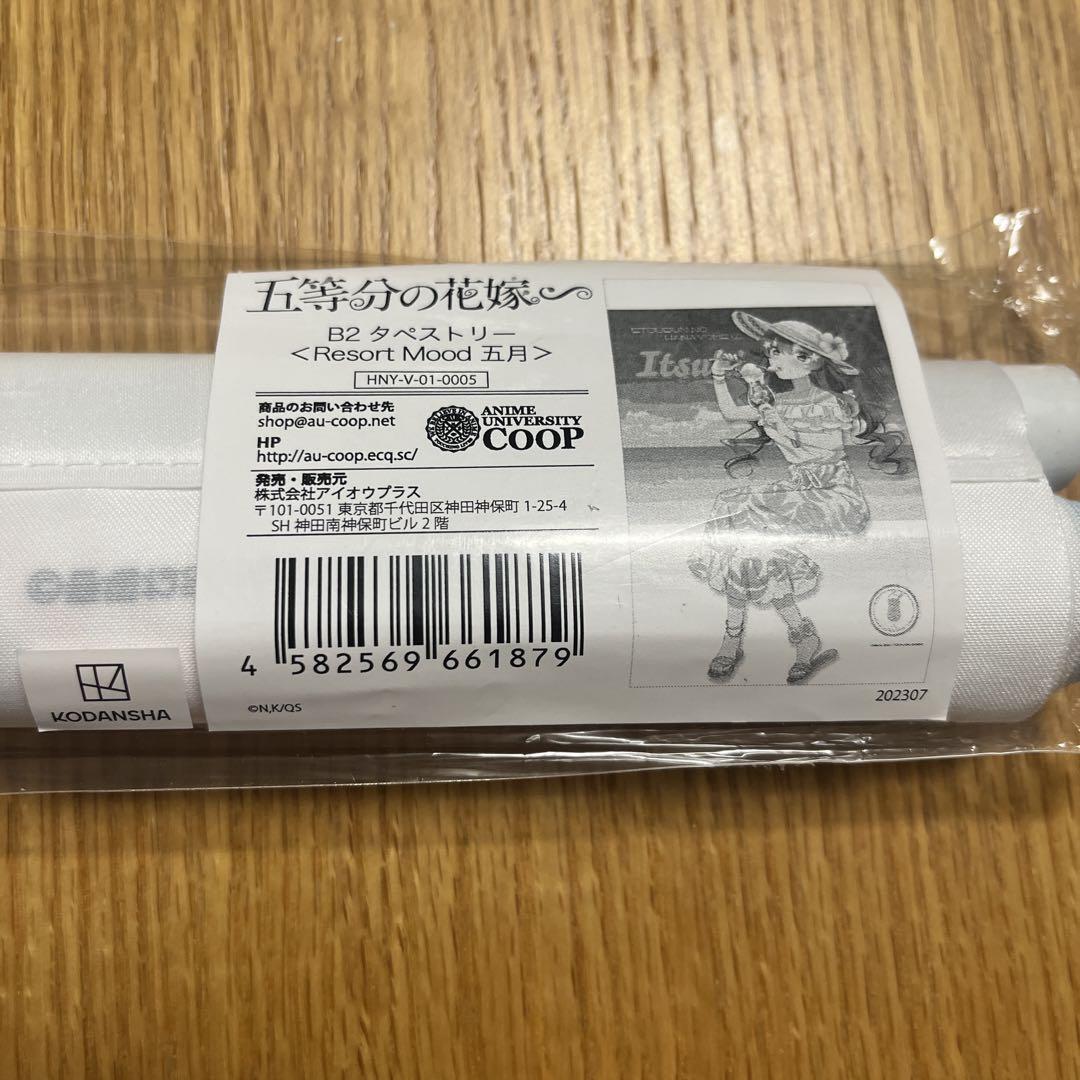 五等分の花嫁～
B2 タペストリー
＜Resort Mood 五月＞
HNY-V-01-0005
商品のお問い合わせ先
shop@au-coop.net
HP
http://au-coop.ecq.sc/
ANIME
UNIVERSITY
COOP
発売・販売元
株式会社アイオウプラス
〒101-0051 東京都千代田区神田神保町 1-25-4
SH 神田南神保町ビル 2 階
4 582569 661879
©N,K/QS
202307
Itsu
KODANSHA